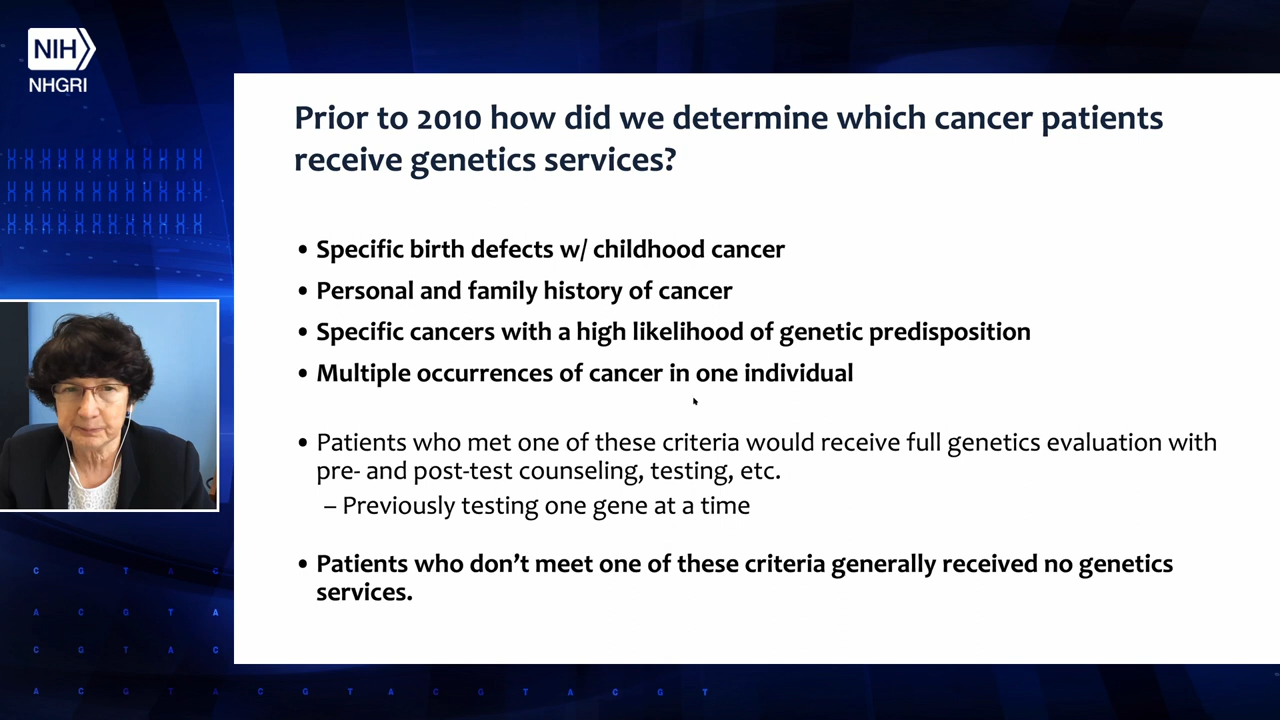 NIH
NHGRI
Prior to 2010 how did we determine which cancer patients
receive genetics services?
• Specific birth defects w/ childhood cancer
• Personal and family history of cancer
• Specific cancers with a high likelihood of genetic predisposition
• Multiple occurrences of cancer in one individual
• Patients who met one of these criteria would receive full genetics evaluation with
pre- and post-test counseling, testing, etc.
– Previously testing one gene at a time
• Patients who don’t meet one of these criteria generally received no genetics
services.
C G T A C
A C G T A
C G T A C
A C G T A C G T A C G T A C G T